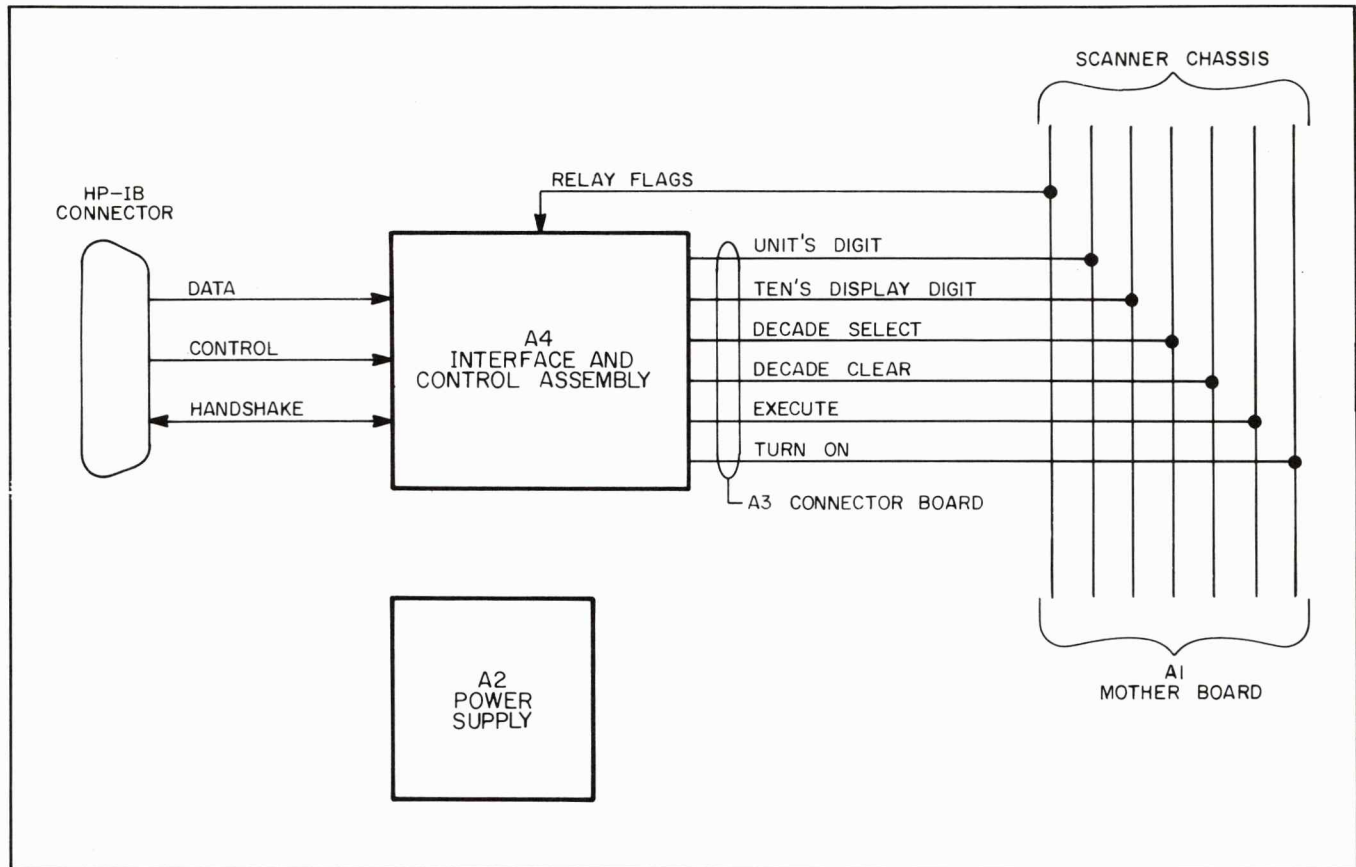 SCANNER CHASSIS
HP-IB
CONNECTOR
RELAY FLAGS
DATA
CONTROL
HANDSHAKE
A4
INTERFACE AND
CONTROL ASSEMBLY
UNIT'S DIGIT
TEN'S DISPLAY DIGIT
DECADE SELECT
DECADE CLEAR
EXECUTE
TURN ON
A3 CONNECTOR BOARD
A2
POWER
SUPPLY
A1
MOTHER BOARD